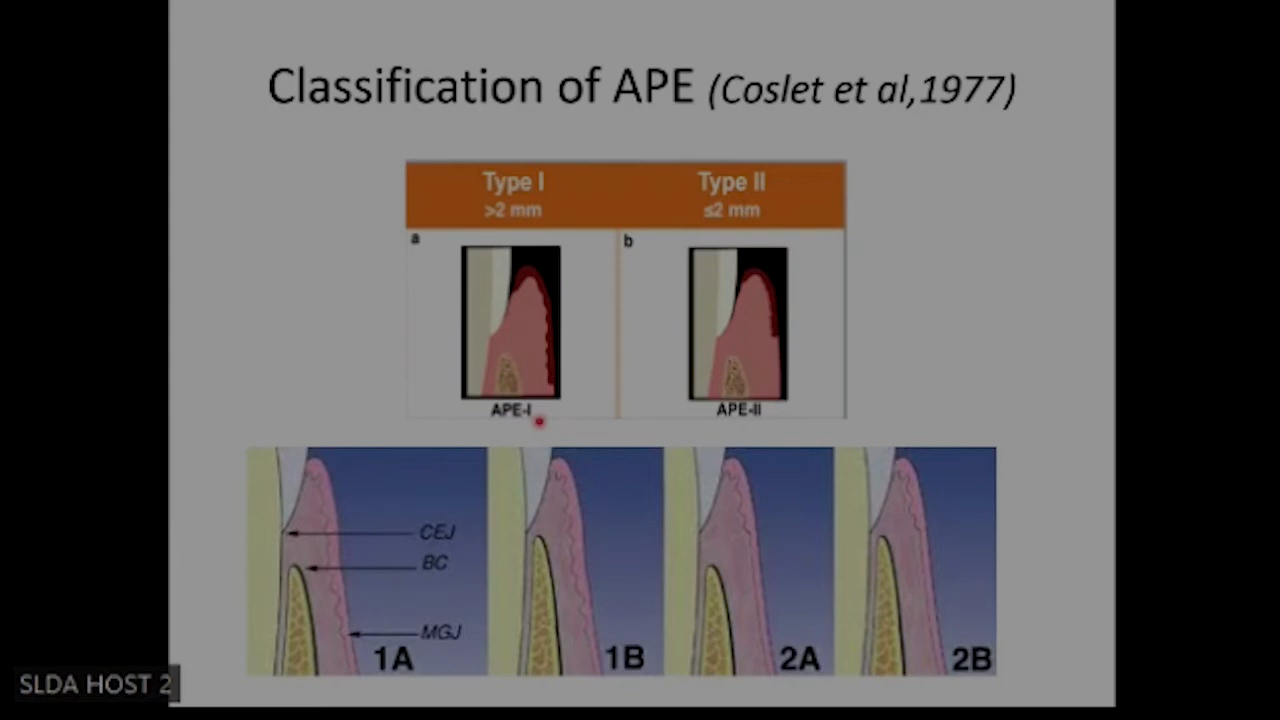 Classification of APE (Coslet et al,1977)
Type I
>2 mm
Type II
≤2 mm
a
b
APE-I
APE-II
CEJ
BC
MGJ
1A
1B
2A
2B
SLDA HOST 2